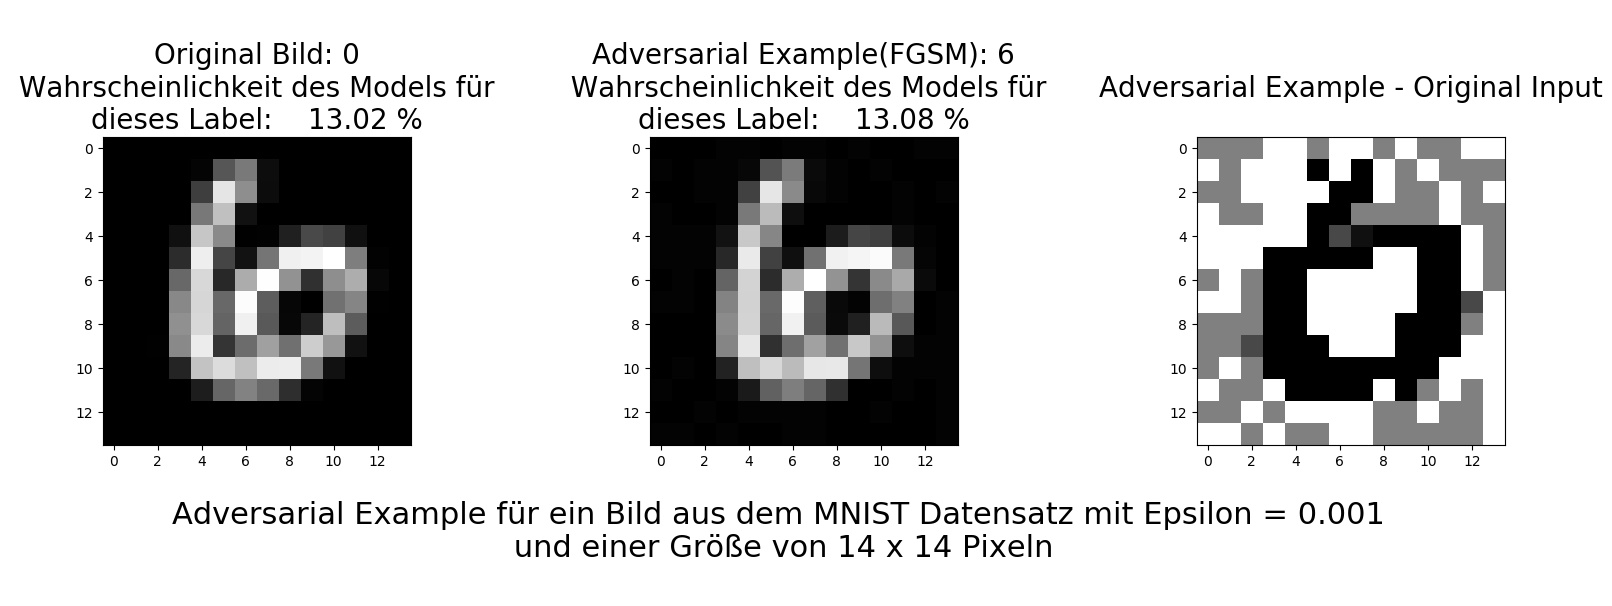 Original Bild: 0
Wahrscheinlichkeit des Models für
dieses Label: 13.02 %
0
2
4
6
8
10
12
0 2 4 6 8 10 12
Adversarial Example(FGSM): 6
Wahrscheinlichkeit des Models für
dieses Label: 13.08 %
0
2
4
6
8
10
12
0 2 4 6 8 10 12
Adversarial Example - Original Input
0
2
4
6
8
10
12
0 2 4 6 8 10 12
Adversarial Example für ein Bild aus dem MNIST Datensatz mit Epsilon = 0.001
und einer Größe von 14 x 14 Pixeln